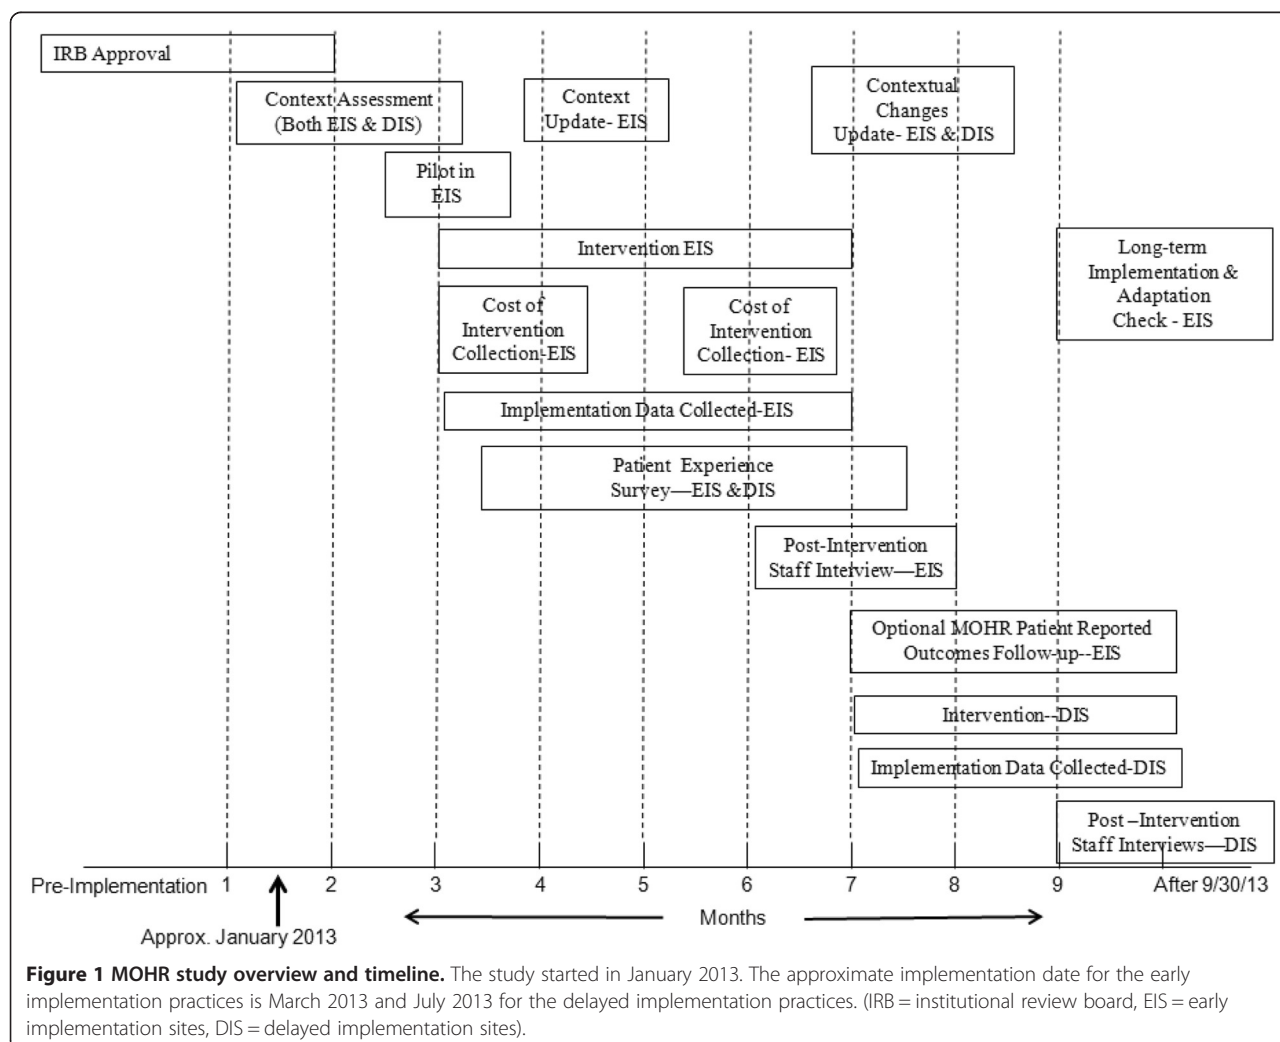 IRB Approval
Context Assessment
(Both EIS & DIS)
Context
Update- EIS
Contextual
Changes
Update- EIS & DIS
Pilot in
EIS
Intervention EIS
Long-term
Implementation &
Adaptation
Check - EIS
Cost of
Intervention
Collection-EIS
Cost of
Intervention
Collection- EIS
Implementation Data Collected-EIS
Patient Experience
Survey—EIS &DIS
Post-Intervention
Staff Interview—EIS
Optional MOHR Patient Reported
Outcomes Follow-up--EIS
Intervention--DIS
Implementation Data Collected-DIS
Post –Intervention
Staff Interviews—DIS
Pre-Implementation 1 2 3 4 5 6 7 8 9 After 9/30/13
Months
Approx. January 2013
Figure 1 MOHR study overview and timeline. The study started in January 2013. The approximate implementation date for the early
implementation practices is March 2013 and July 2013 for the delayed implementation practices. (IRB = institutional review board, EIS = early
implementation sites, DIS = delayed implementation sites).